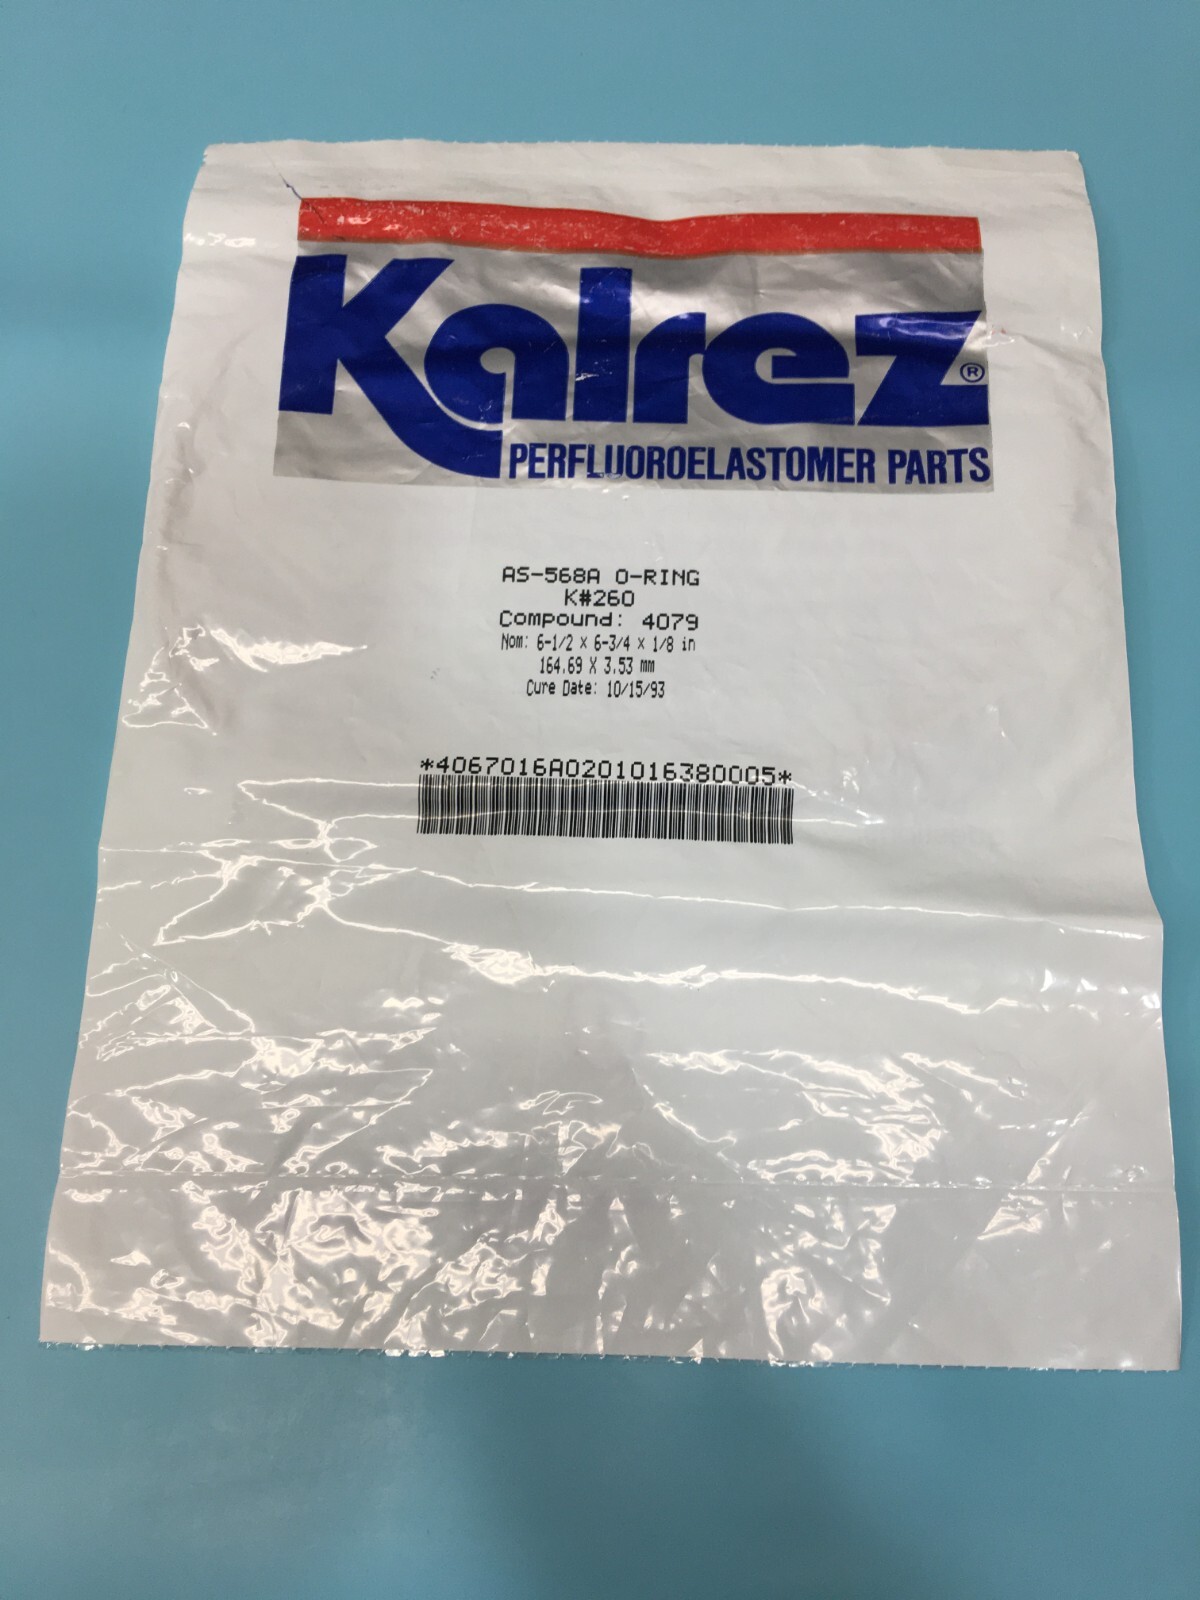 Kalrez®
PERFLUOROELASTOMER PARTS
AS-568A O-RING
K#260
Compound: 4079
Nom: 6-1/2 x 6-3/4 x 1/8 in
164.69 X 3.53 mm
Cure Date: 10/15/93
*4067016A0201016380005*